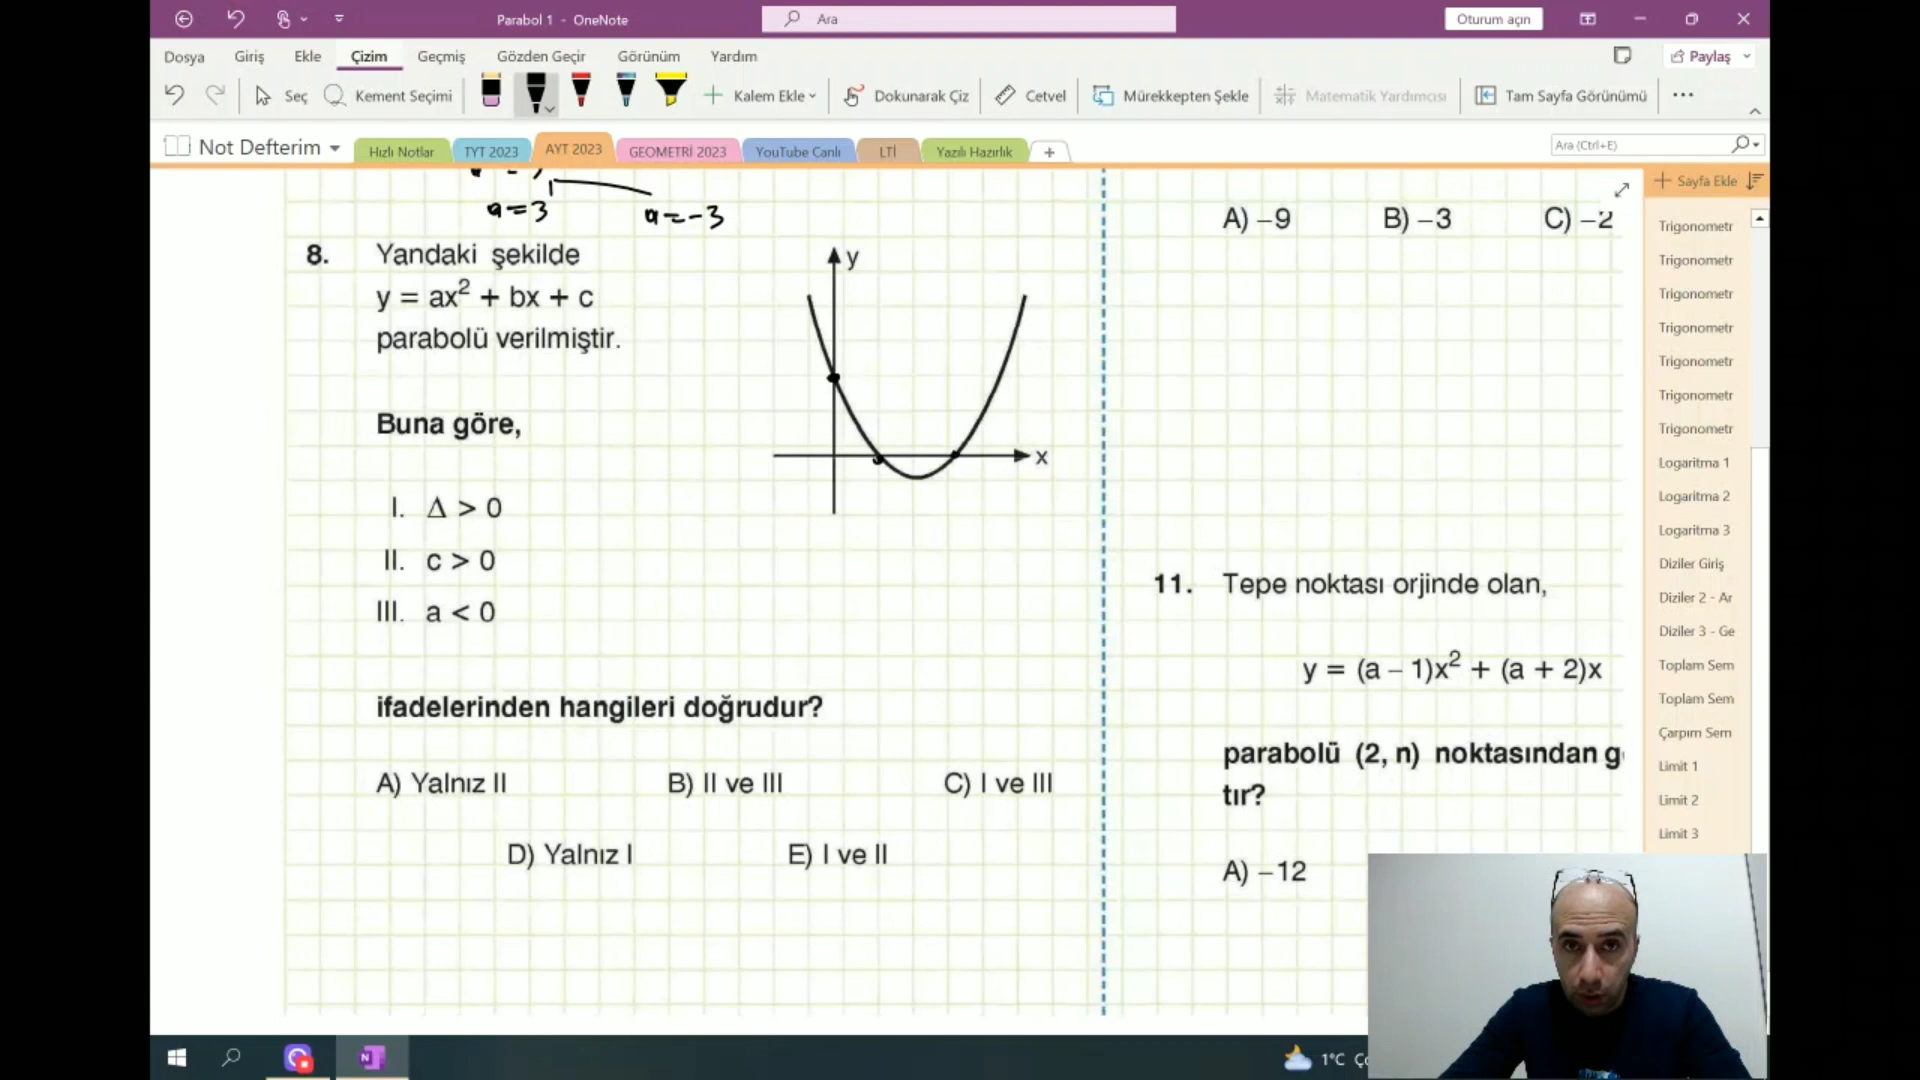 Parabol 1 - OneNote
Ara
Oturum açın
Dosya
Giriş
Ekle
Çizim
Geçmiş
Gözden Geçir
Görünüm
Yardım
Paylaş
Seç
Kement Seçimi
Kalem Ekle
Dokunarak Çiz
Cetvel
Mürekkepten Şekle
Matematik Yardımcısı
Tam Sayfa Görünümü
Not Defterim
Hızlı Notlar
TYT 2023
AYT 2023
GEOMETRİ 2023
YouTube Canlı
LTİ
Yazılı Hazırlık
Ara (Ctrl+E)
a=3
a=-3
8. Yandaki şekilde
y = ax² + bx + c
parabolü verilmiştir.
y
x
Buna göre,
I. Δ > 0
II. c > 0
III. a < 0
ifadelerinden hangileri doğrudur?
A) Yalnız II B) II ve III C) I ve III
D) Yalnız I E) I ve II
A) –9 B) –3 C) –2
11. Tepe noktası orjinde olan,
y = (a – 1)x² + (a + 2)x
parabolü (2, n) noktasından
tır?
A) –12
Sayfa Ekle
Trigonometr
Trigonometr
Trigonometr
Trigonometr
Trigonometr
Trigonometr
Trigonometr
Logaritma 1
Logaritma 2
Logaritma 3
Diziler Giriş
Diziler 2 - Ar
Diziler 3 - Ge
Toplam Sem
Toplam Sem
Çarpım Sem
Limit 1
Limit 2
Limit 3
1°C